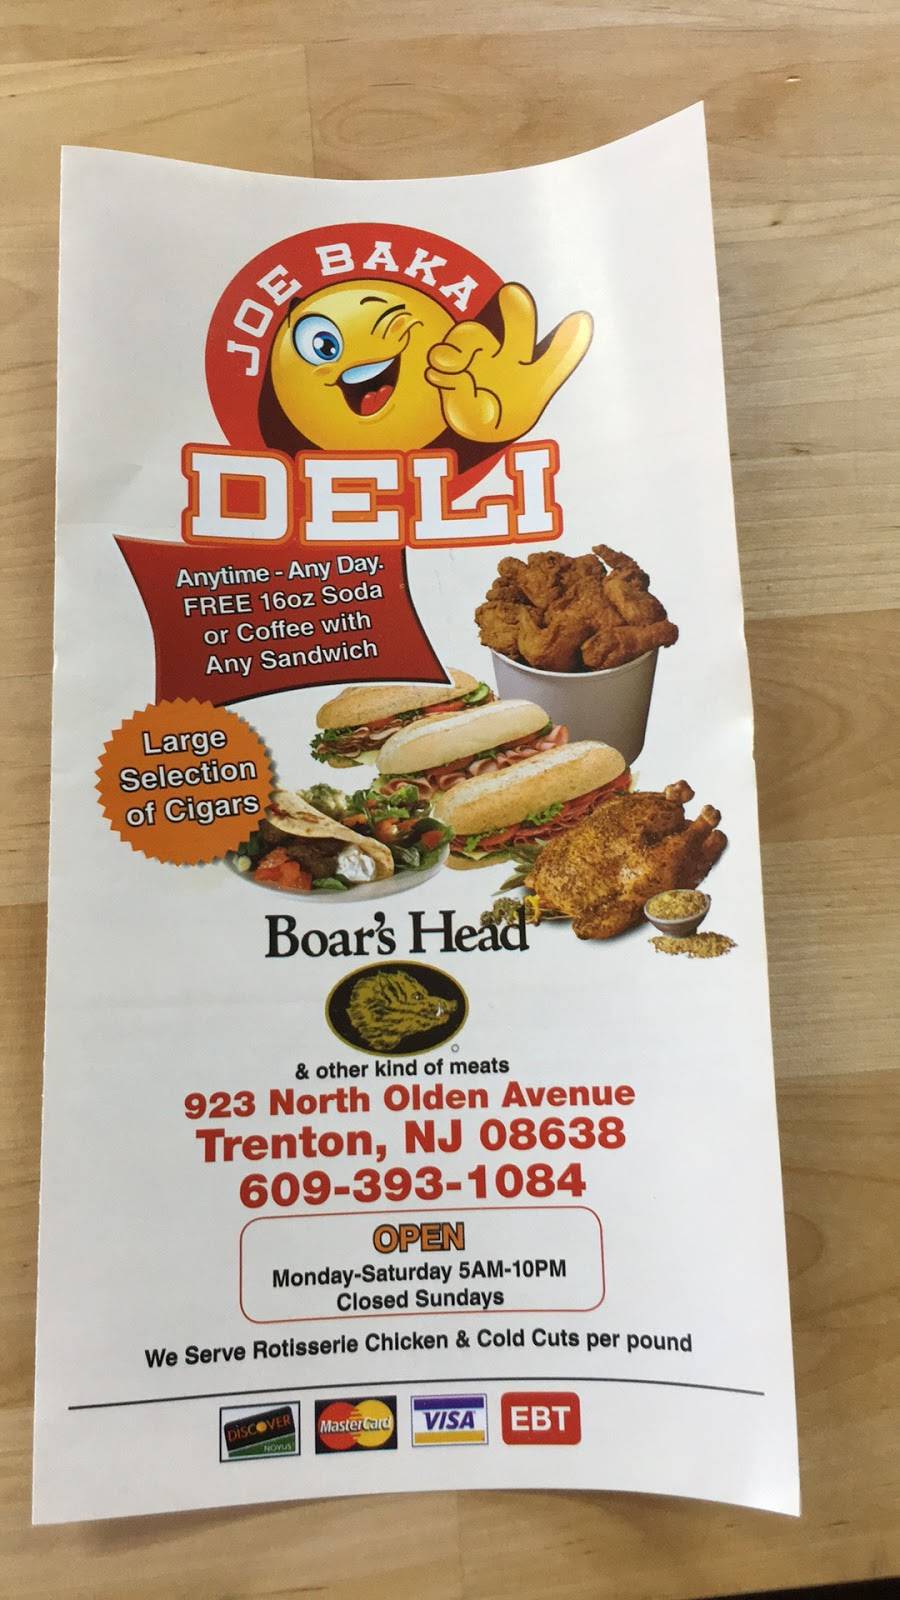 JOE BAKA
DELI
Anytime - Any Day.
FREE 16oz Soda
or Coffee with
Any Sandwich
Large
Selection
of Cigars
Boar's Head
& other kind of meats
923 North Olden Avenue
Trenton, NJ 08638
609-393-1084
OPEN
Monday-Saturday 5AM-10PM
Closed Sundays
We Serve Rotisserie Chicken & Cold Cuts per pound
DISCOVER
NOVUS
MasterCard
VISA
EBT